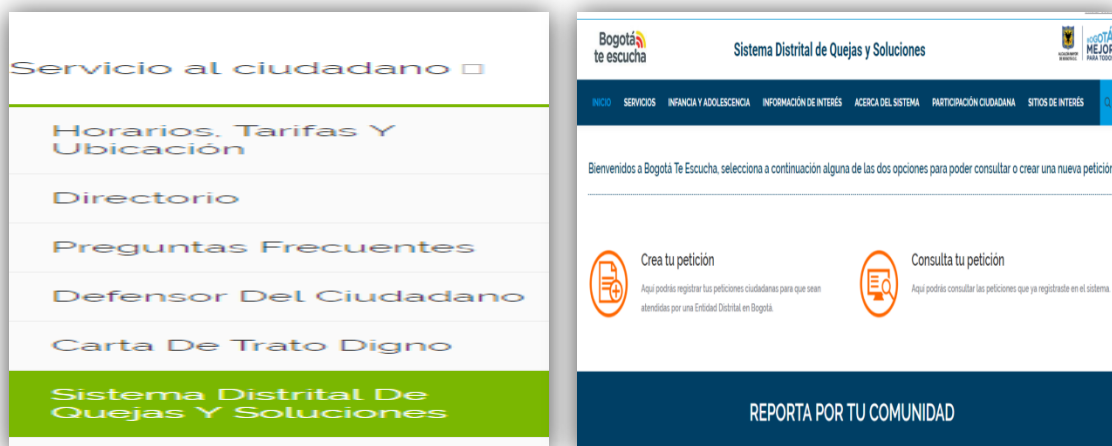 Servicio al ciudadano
Horarios, Tarifas Y
Ubicación
Directorio
Preguntas Frecuentes
Defensor Del Ciudadano
Carta De Trato Digno
Sistema Distrital De
Quejas Y Soluciones
Bogotá
te escucha
Sistema Distrital de Quejas y Soluciones
BOGOTÁ
MEJOR
PARA TODOS
INICIO SERVICIOS INFANCIA Y ADOLESCENCIA INFORMACIÓN DE INTERÉS ACERCA DEL SISTEMA PARTICIPACIÓN CIUDADANA SITIOS DE INTERÉS
Bienvenidos a Bogotá Te Escucha, selecciona a continuación alguna de las dos opciones para poder consultar o crear una nueva petición
Crea tu petición
Aquí podrás registrar tus peticiones ciudadanas para que sean
atendidas por una Entidad Distrital en Bogotá.
Consulta tu petición
Aquí podrás consultar las peticiones que ya registraste en el sistema.
REPORTA POR TU COMUNIDAD